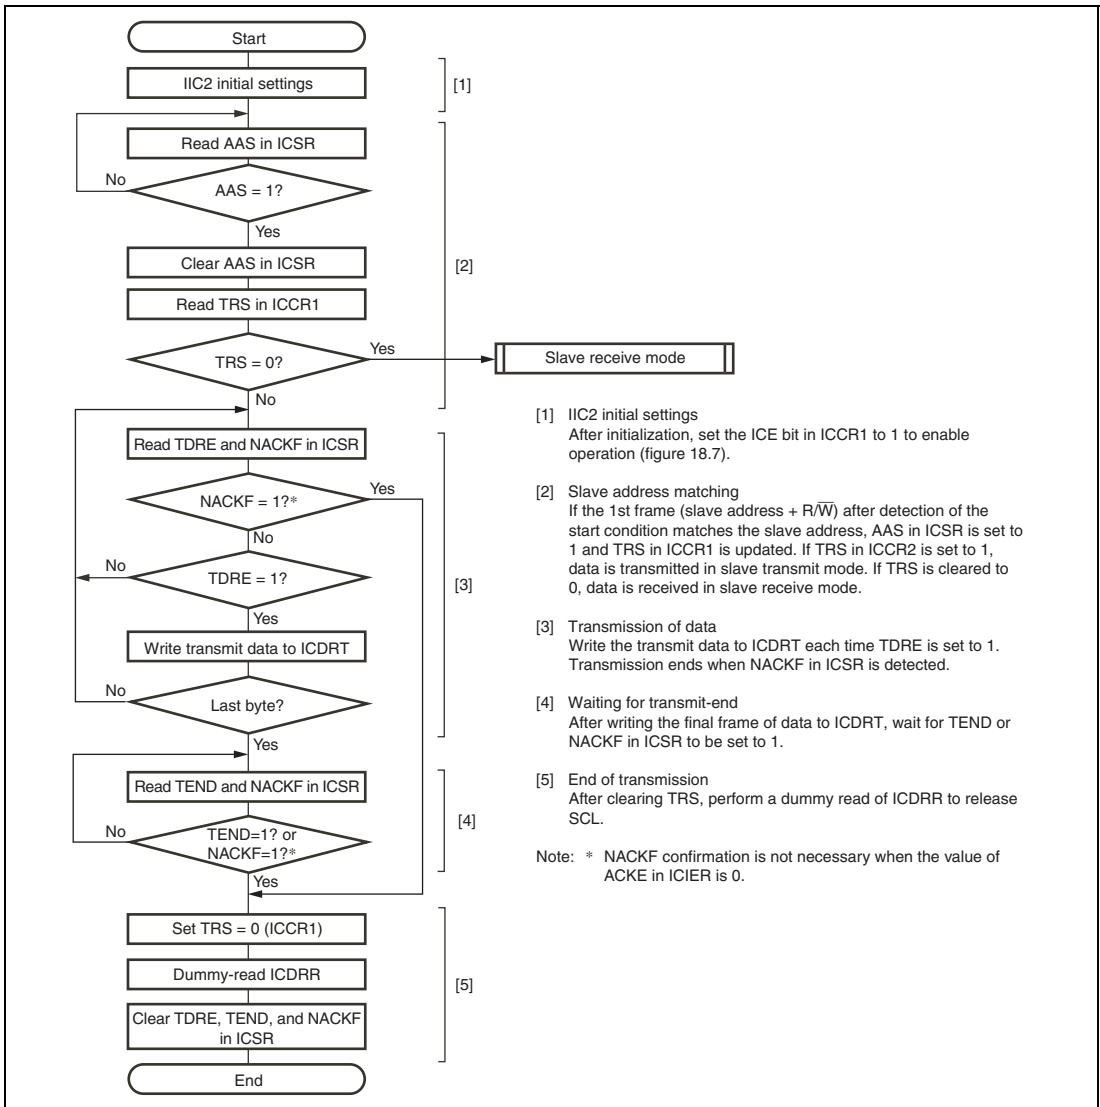 Start
IIC2 initial settings
[1]
Read AAS in ICSR
No
AAS = 1?
Yes
Clear AAS in ICSR
[2]
Read TRS in ICCR1
TRS = 0?
Yes
Slave receive mode
No
Read TDRE and NACKF in ICSR
NACKF = 1?*
Yes
No
No
TDRE = 1?
[3]
Yes
Write transmit data to ICDRT
No
Last byte?
Yes
Read TEND and NACKF in ICSR
No
TEND=1? or
NACKF=1?*
[4]
Yes
Set TRS = 0 (ICCR1)
Dummy-read ICDRR
[5]
Clear TDRE, TEND, and NACKF
in ICSR
End
[1] IIC2 initial settings
After initialization, set the ICE bit in ICCR1 to 1 to enable
operation (figure 18.7).
[2] Slave address matching
If the 1st frame (slave address + R/W̅) after detection of the
start condition matches the slave address, AAS in ICSR is set to
1 and TRS in ICCR1 is updated. If TRS in ICCR2 is set to 1,
data is transmitted in slave transmit mode. If TRS is cleared to
0, data is received in slave receive mode.
[3] Transmission of data
Write the transmit data to ICDRT each time TDRE is set to 1.
Transmission ends when NACKF in ICSR is detected.
[4] Waiting for transmit-end
After writing the final frame of data to ICDRT, wait for TEND or
NACKF in ICSR to be set to 1.
[5] End of transmission
After clearing TRS, perform a dummy read of ICDRR to release
SCL.
Note: * NACKF confirmation is not necessary when the value of
ACKE in ICIER is 0.